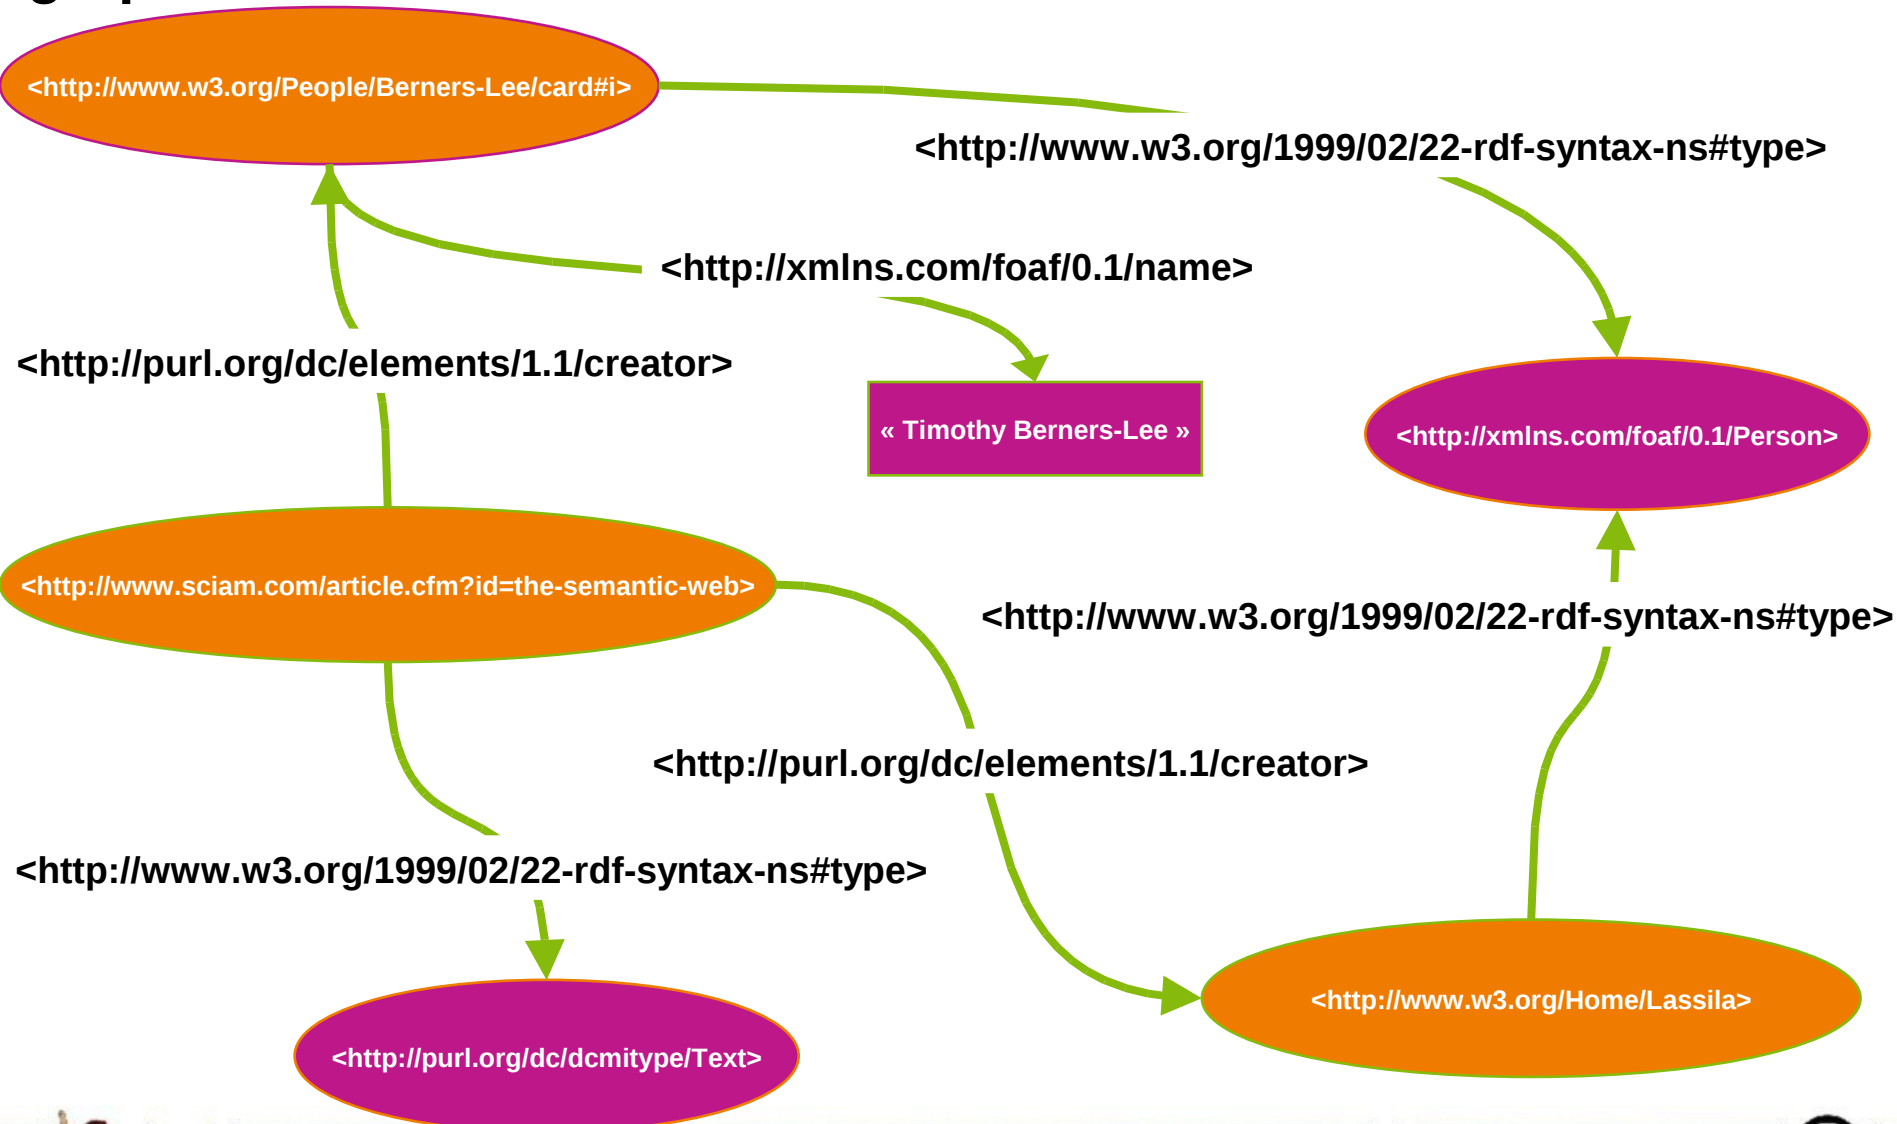 <http://www.w3.org/People/Berners-Lee/card#i>
<http://www.w3.org/1999/02/22-rdf-syntax-ns#type>
<http://xmlns.com/foaf/0.1/name>
<http://purl.org/dc/elements/1.1/creator>
« Timothy Berners-Lee »
<http://xmlns.com/foaf/0.1/Person>
<http://www.sciam.com/article.cfm?id=the-semantic-web>
<http://www.w3.org/1999/02/22-rdf-syntax-ns#type>
<http://purl.org/dc/elements/1.1/creator>
<http://www.w3.org/1999/02/22-rdf-syntax-ns#type>
<http://www.w3.org/Home/Lassila>
<http://purl.org/dc/dcmitype/Text>